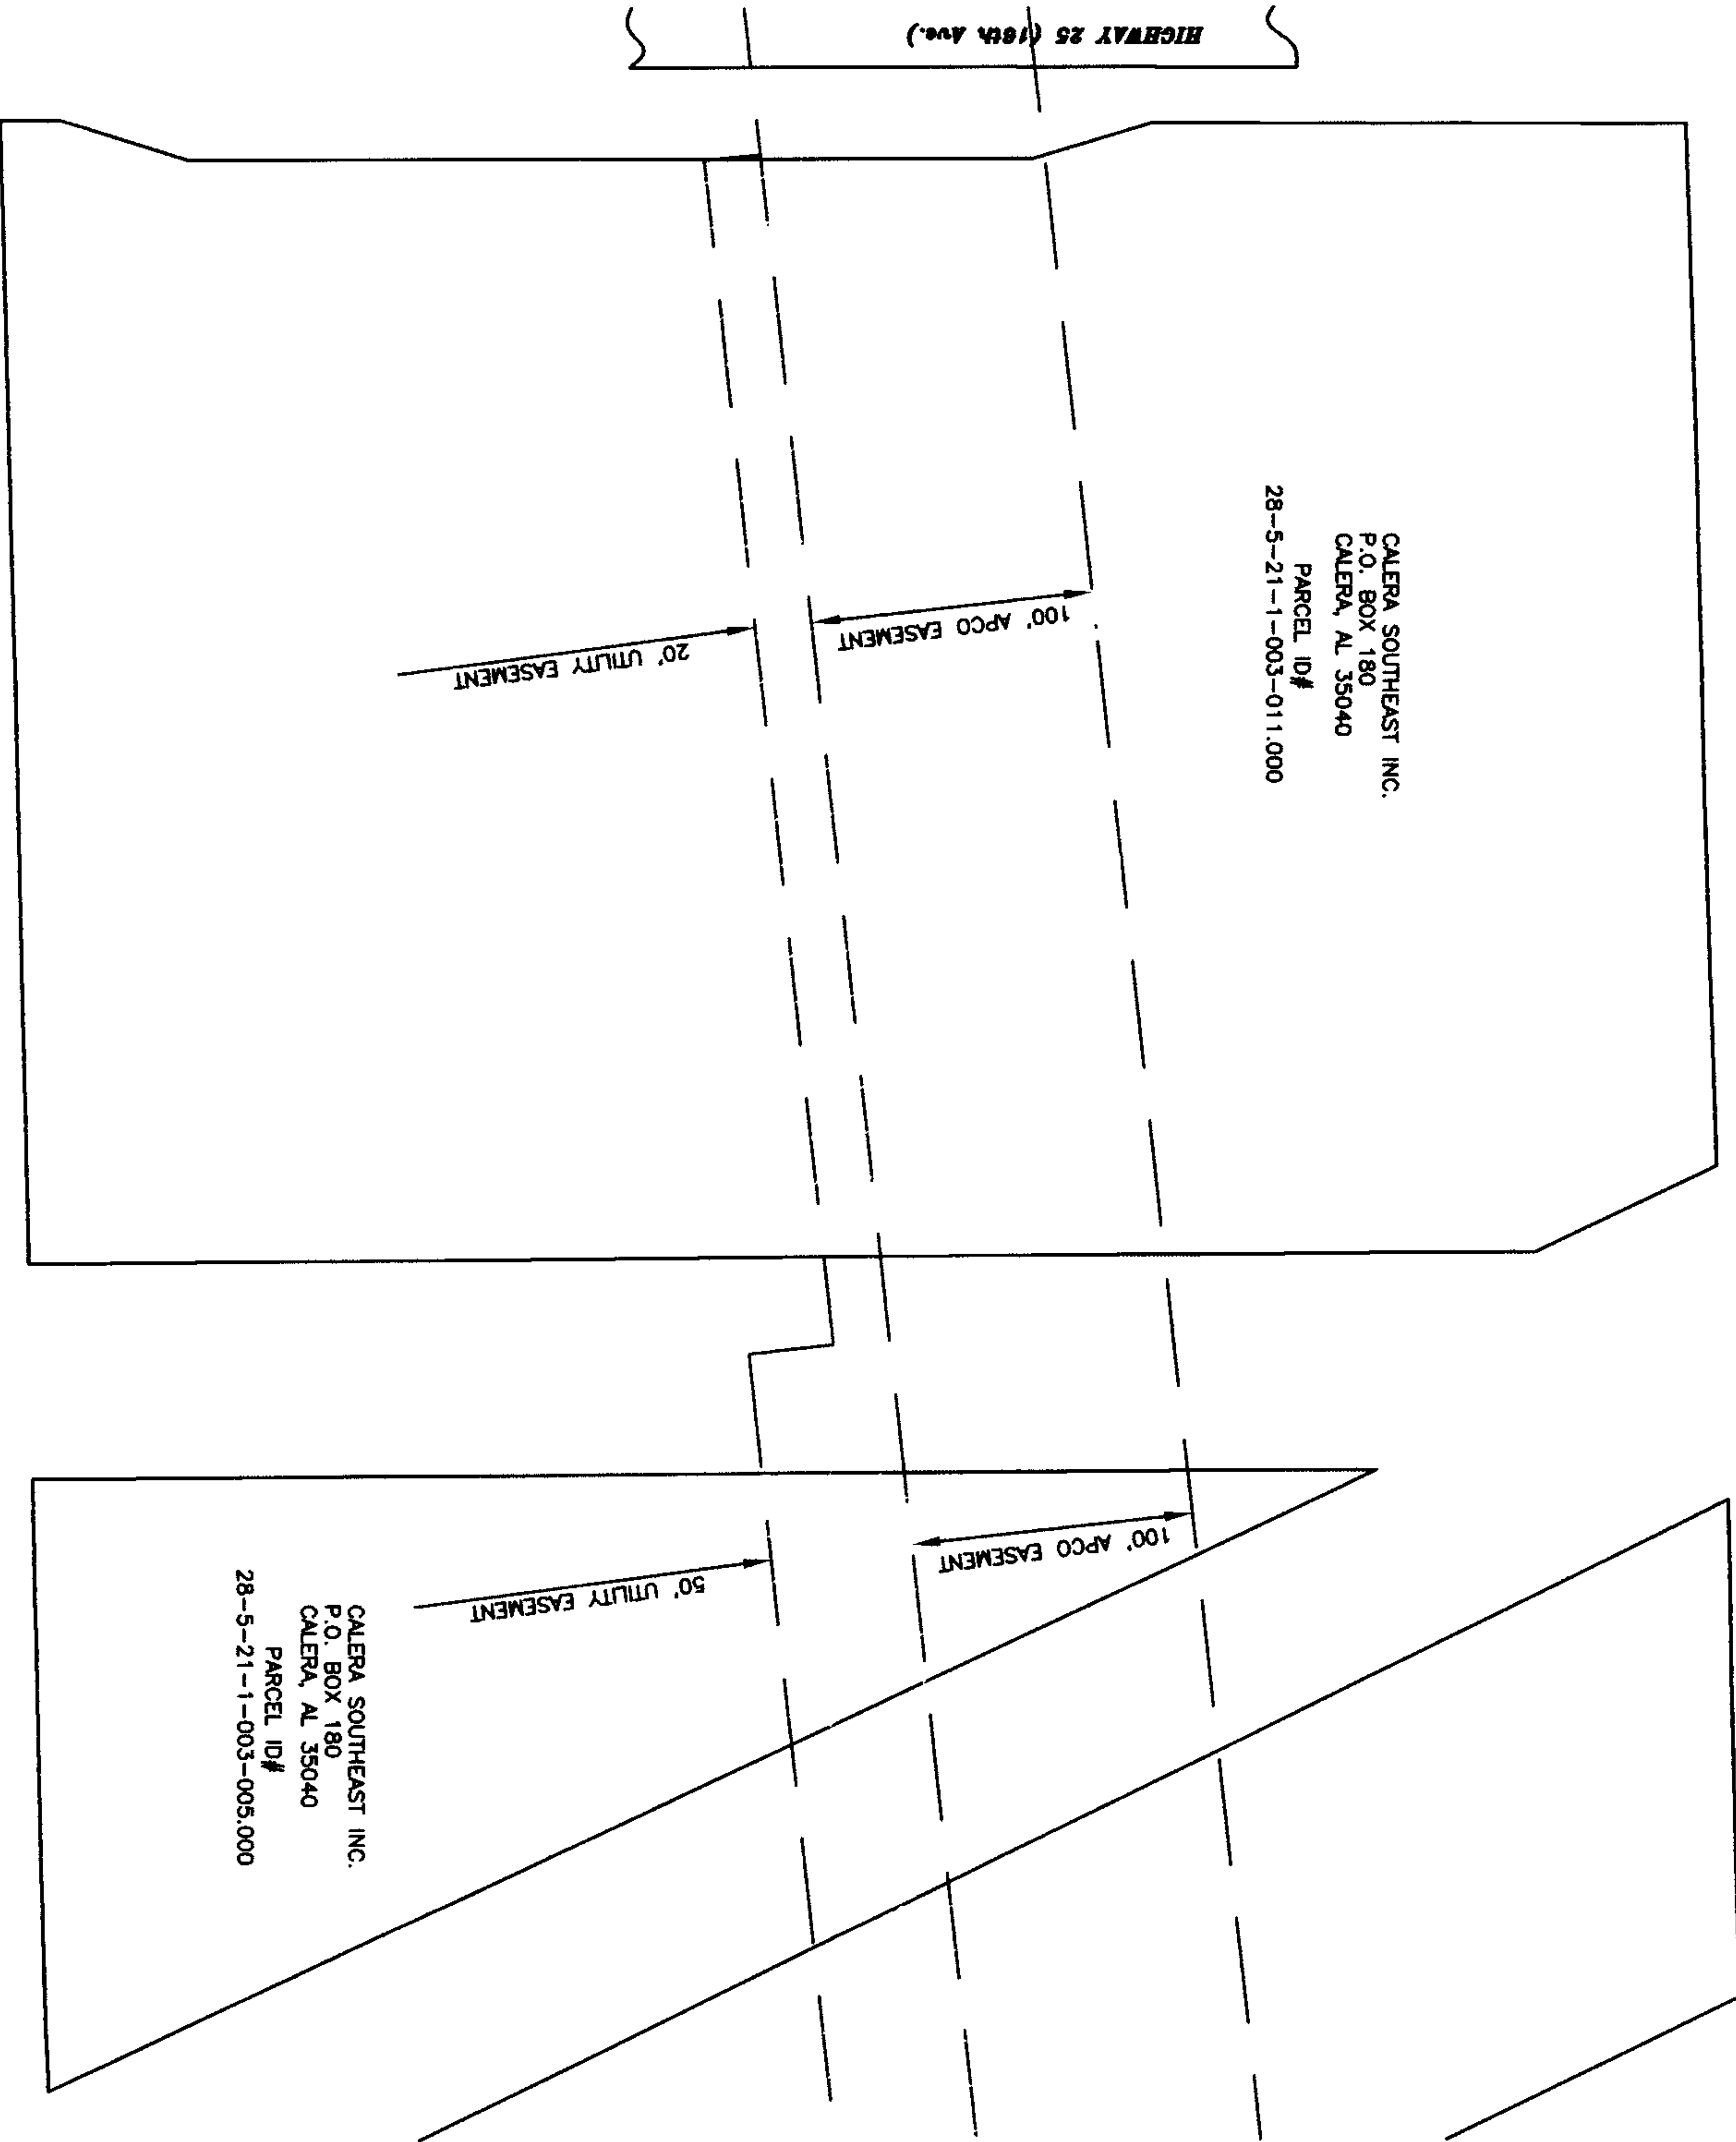 HIGHWAY 25 (18th Ave.)
CALERA SOUTHEAST INC.
P.O. BOX 180
CALERA, AL 35040
PARCEL ID#
28-5-21-1-003-011.000
100' APCO EASEMENT
20' UTILITY EASEMENT
100' APCO EASEMENT
50' UTILITY EASEMENT
CALERA SOUTHEAST INC.
P.O. BOX 180
CALERA, AL 35040
PARCEL ID#
28-5-21-1-003-005.000